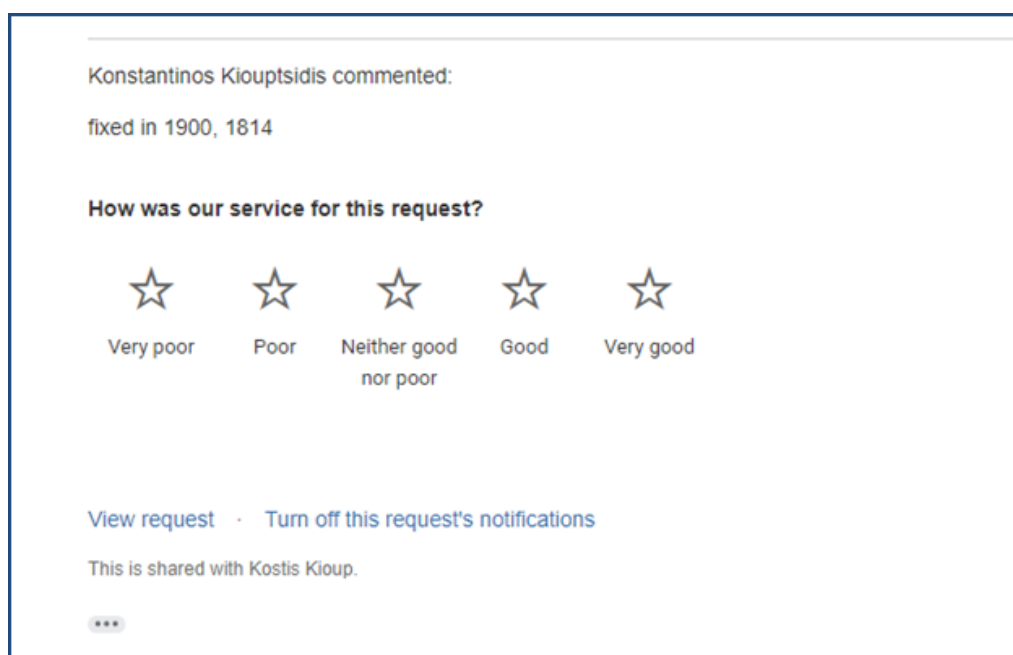 Konstantinos Kiouptsidis commented:
fixed in 1900, 1814
How was our service for this request?
Very poor
Poor
Neither good
nor poor
Good
Very good
View request · Turn off this request's notifications
This is shared with Kostis Kioup.